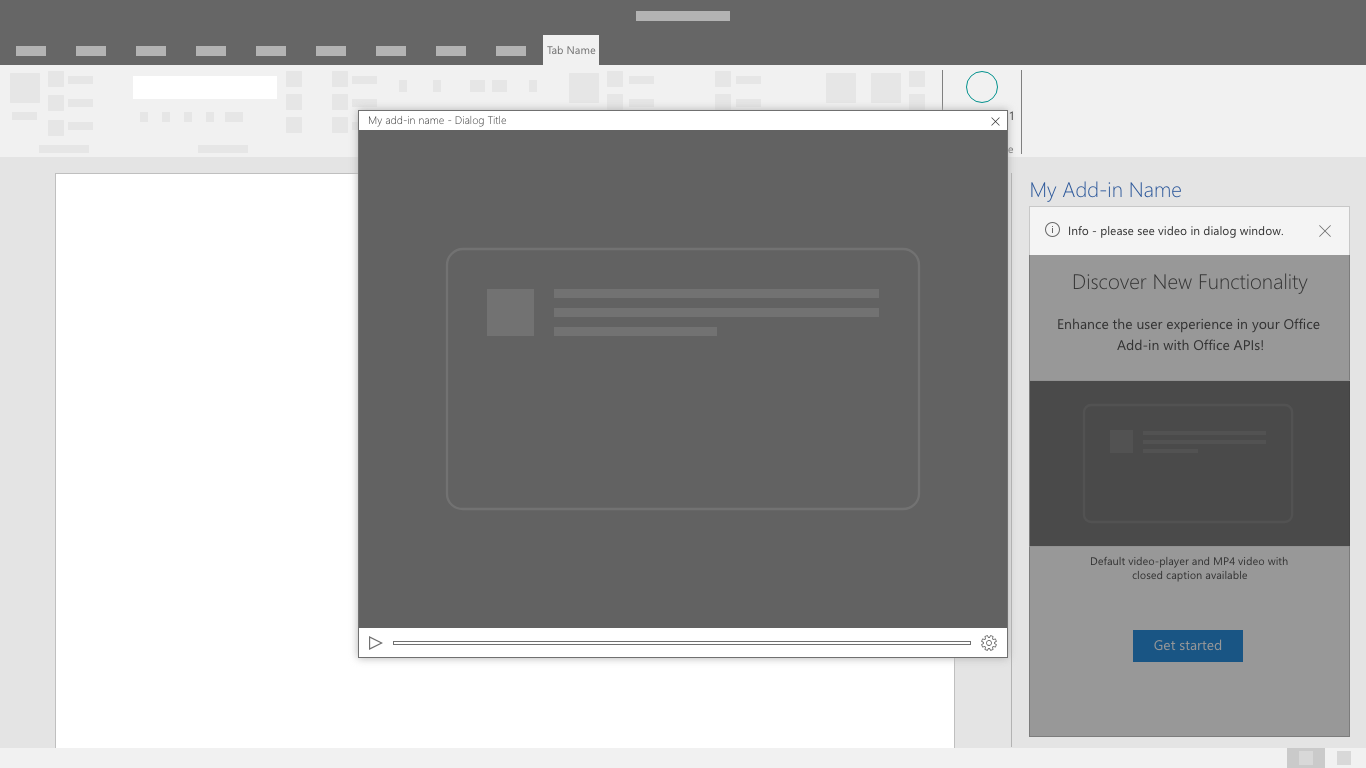 Tab Name
My add-in name - Dialog Title
1
e
My Add-in Name
Info - please see video in dialog window.
Discover New Functionality
Enhance the user experience in your Office
Add-in with Office APIs!
Default video-player and MP4 video with
closed caption available
Get started